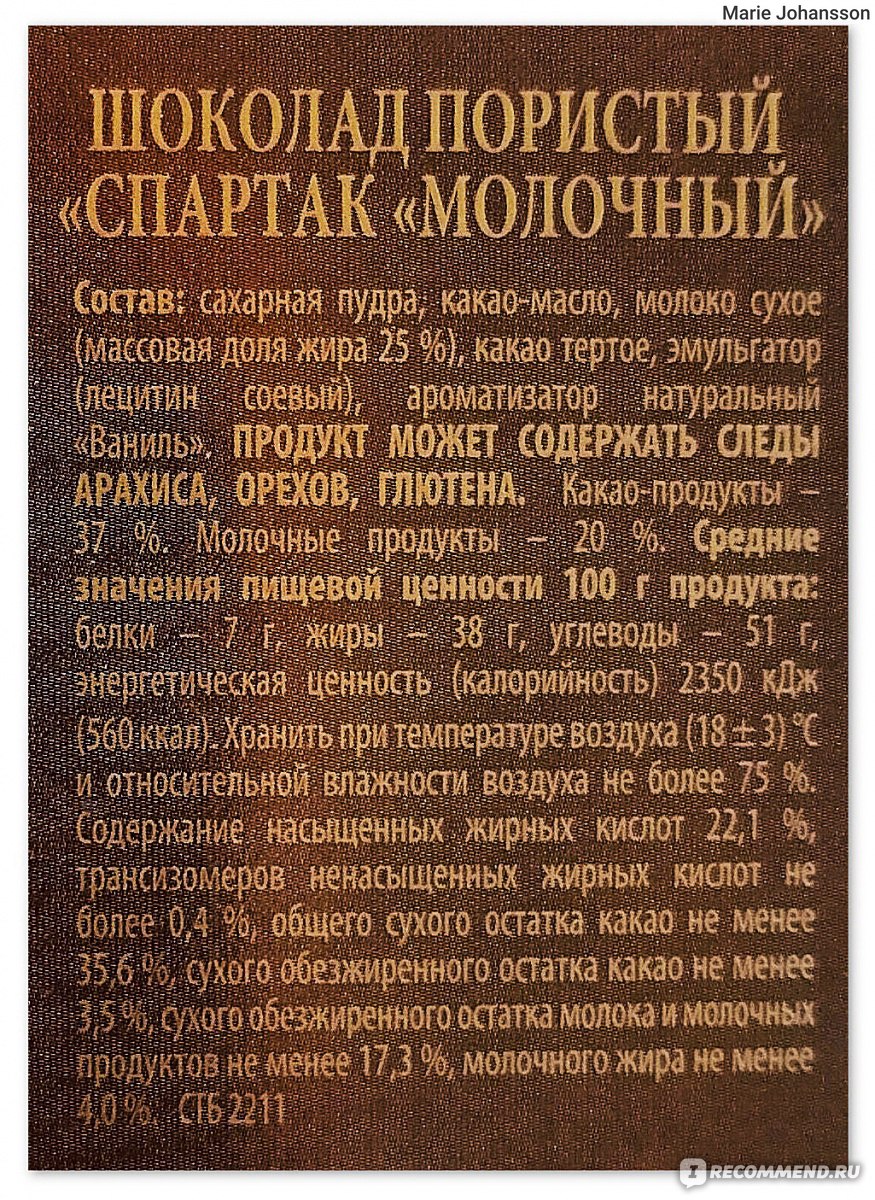 Marie Johansson
ШОКОЛАД ПОРИСТЫЙ
«СПАРТАК «МОЛОЧНЫЙ»
Состав: сахарная пудра, какао-масло, молоко сухое
(массовая доля жира 25 %), какао тертое, эмульгатор
(лецитин соевый), ароматизатор натуральный
«Ваниль». ПРОДУКТ МОЖЕТ СОДЕРЖАТЬ СЛЕДЫ
АРАХИСА, ОРЕХОВ, ГЛЮТЕНА. Какао-продукты –
37 %. Молочные продукты – 20 %. Средние
значения пищевой ценности 100 г продукта:
белки – 7 г, жиры – 38 г, углеводы – 51 г,
энергетическая ценность (калорийность) 2350 кДж
(560 ккал). Хранить при температуре воздуха (18 ± 3) °С
и относительной влажности воздуха не более 75 %.
Содержание насыщенных жирных кислот 22,1 %,
трансизомеров ненасыщенных жирных кислот не
более 0,4 %, общего сухого остатка какао не менее
35,6 %, сухого обезжиренного остатка какао не менее
3,5 %, сухого обезжиренного остатка молока и молочных
продуктов не менее 17,3 %, молочного жира не менее
4,0 %. СТБ 2211
IRECOMMEND.RU